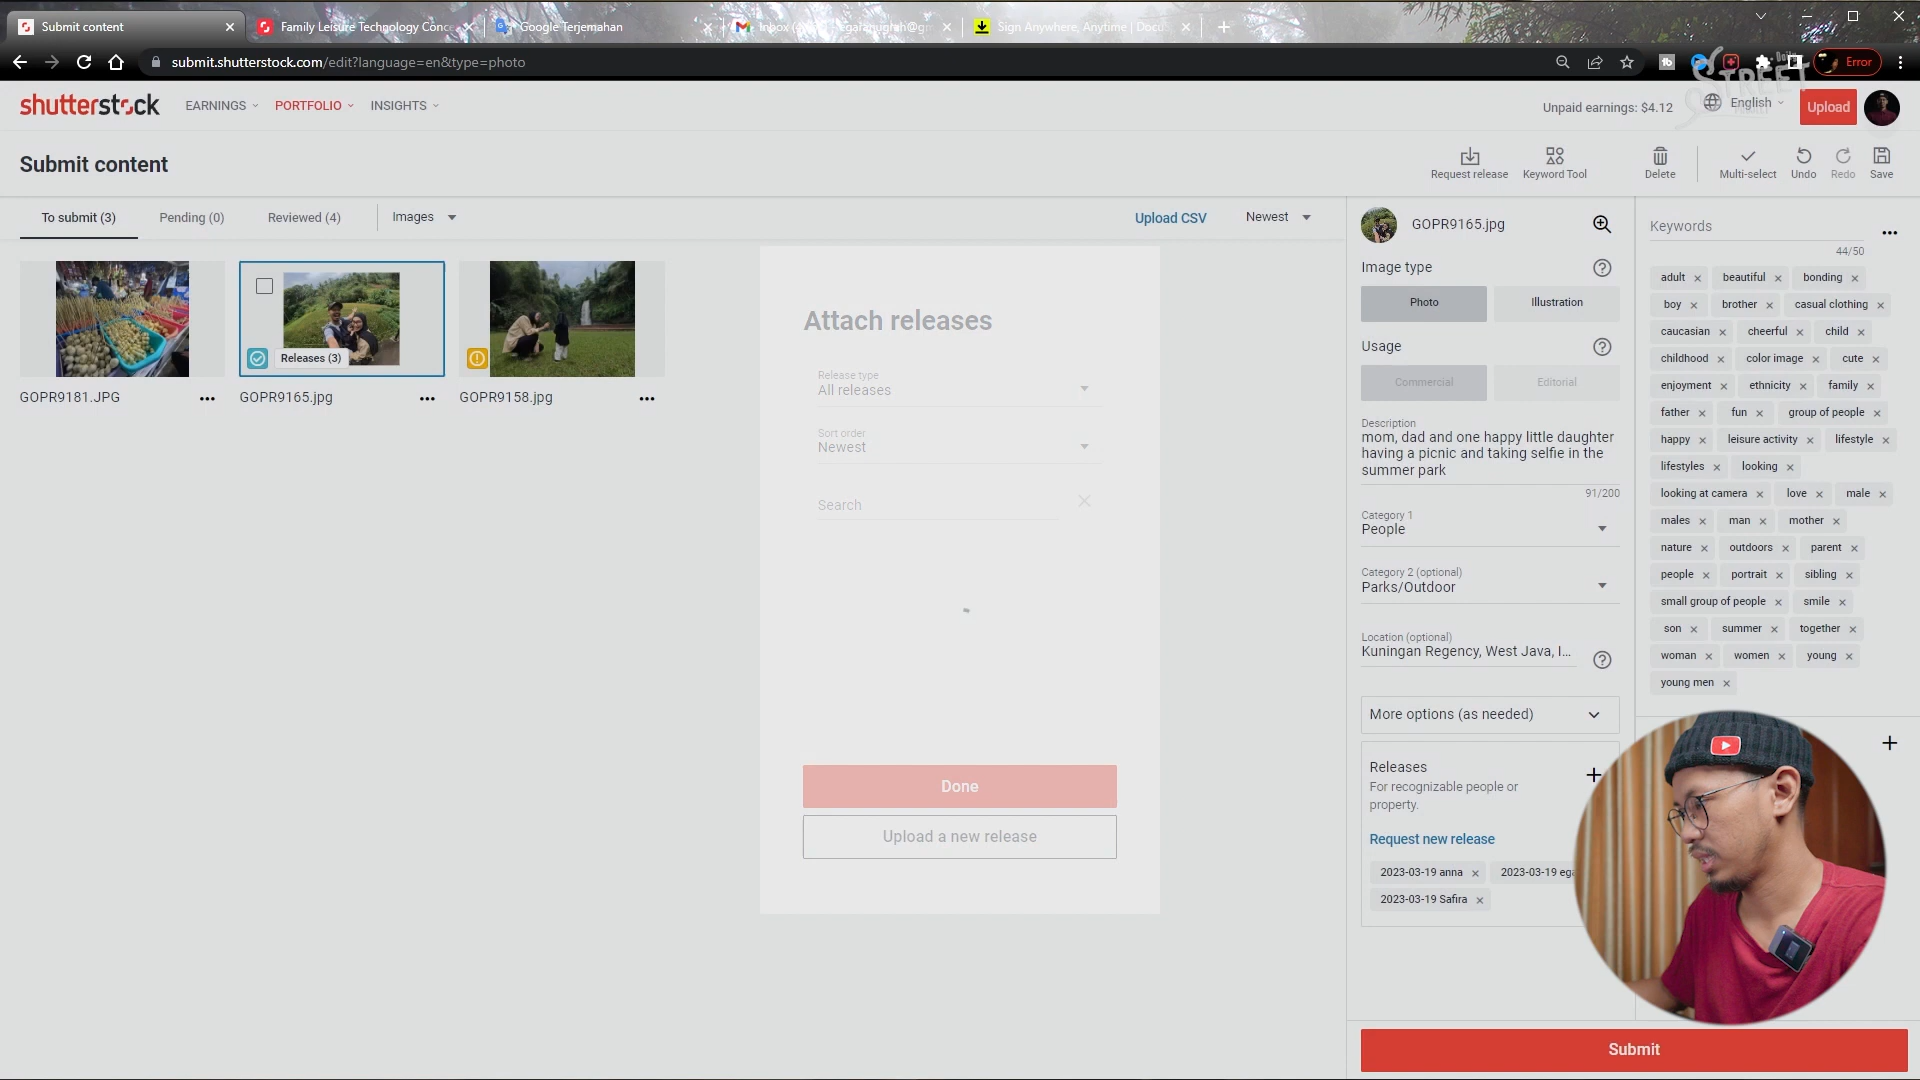 Submit content
Family Leisure Technology Conce
Google Terjemahan
Inbox
Sign Anywhere, Anytime | Docu
submit.shutterstock.com/edit?language=en&type=photo
Error
shutterstock
EARNINGS
PORTFOLIO
INSIGHTS
Unpaid earnings: $4.12
English
Upload
STREET
Submit content
Request release
Keyword Tool
Delete
Multi-select
Undo
Redo
Save
To submit (3)
Pending (0)
Reviewed (4)
Images
Upload CSV
Newest
Releases (3)
GOPR9181.JPG
GOPR9165.jpg
GOPR9158.jpg
Attach releases
Release type
All releases
Sort order
Newest
Search
Done
Upload a new release
GOPR9165.jpg
Image type
Photo
Illustration
Usage
Commercial
Editorial
Description
mom, dad and one happy little daughter
having a picnic and taking selfie in the
summer park
91/200
Category 1
People
Category 2 (optional)
Parks/Outdoor
Location (optional)
Kuningan Regency, West Java, I...
More options (as needed)
Releases
For recognizable people or
property.
Request new release
2023-03-19 anna
2023-03-19 ega
2023-03-19 Safira
Keywords
44/50
adult beautiful bonding
boy brother casual clothing
caucasian cheerful child
childhood color image cute
enjoyment ethnicity family
father fun group of people
happy leisure activity lifestyle
lifestyles looking
looking at camera love male
males man mother
nature outdoors parent
people portrait sibling
small group of people smile
son summer together
woman women young
young men
Submit